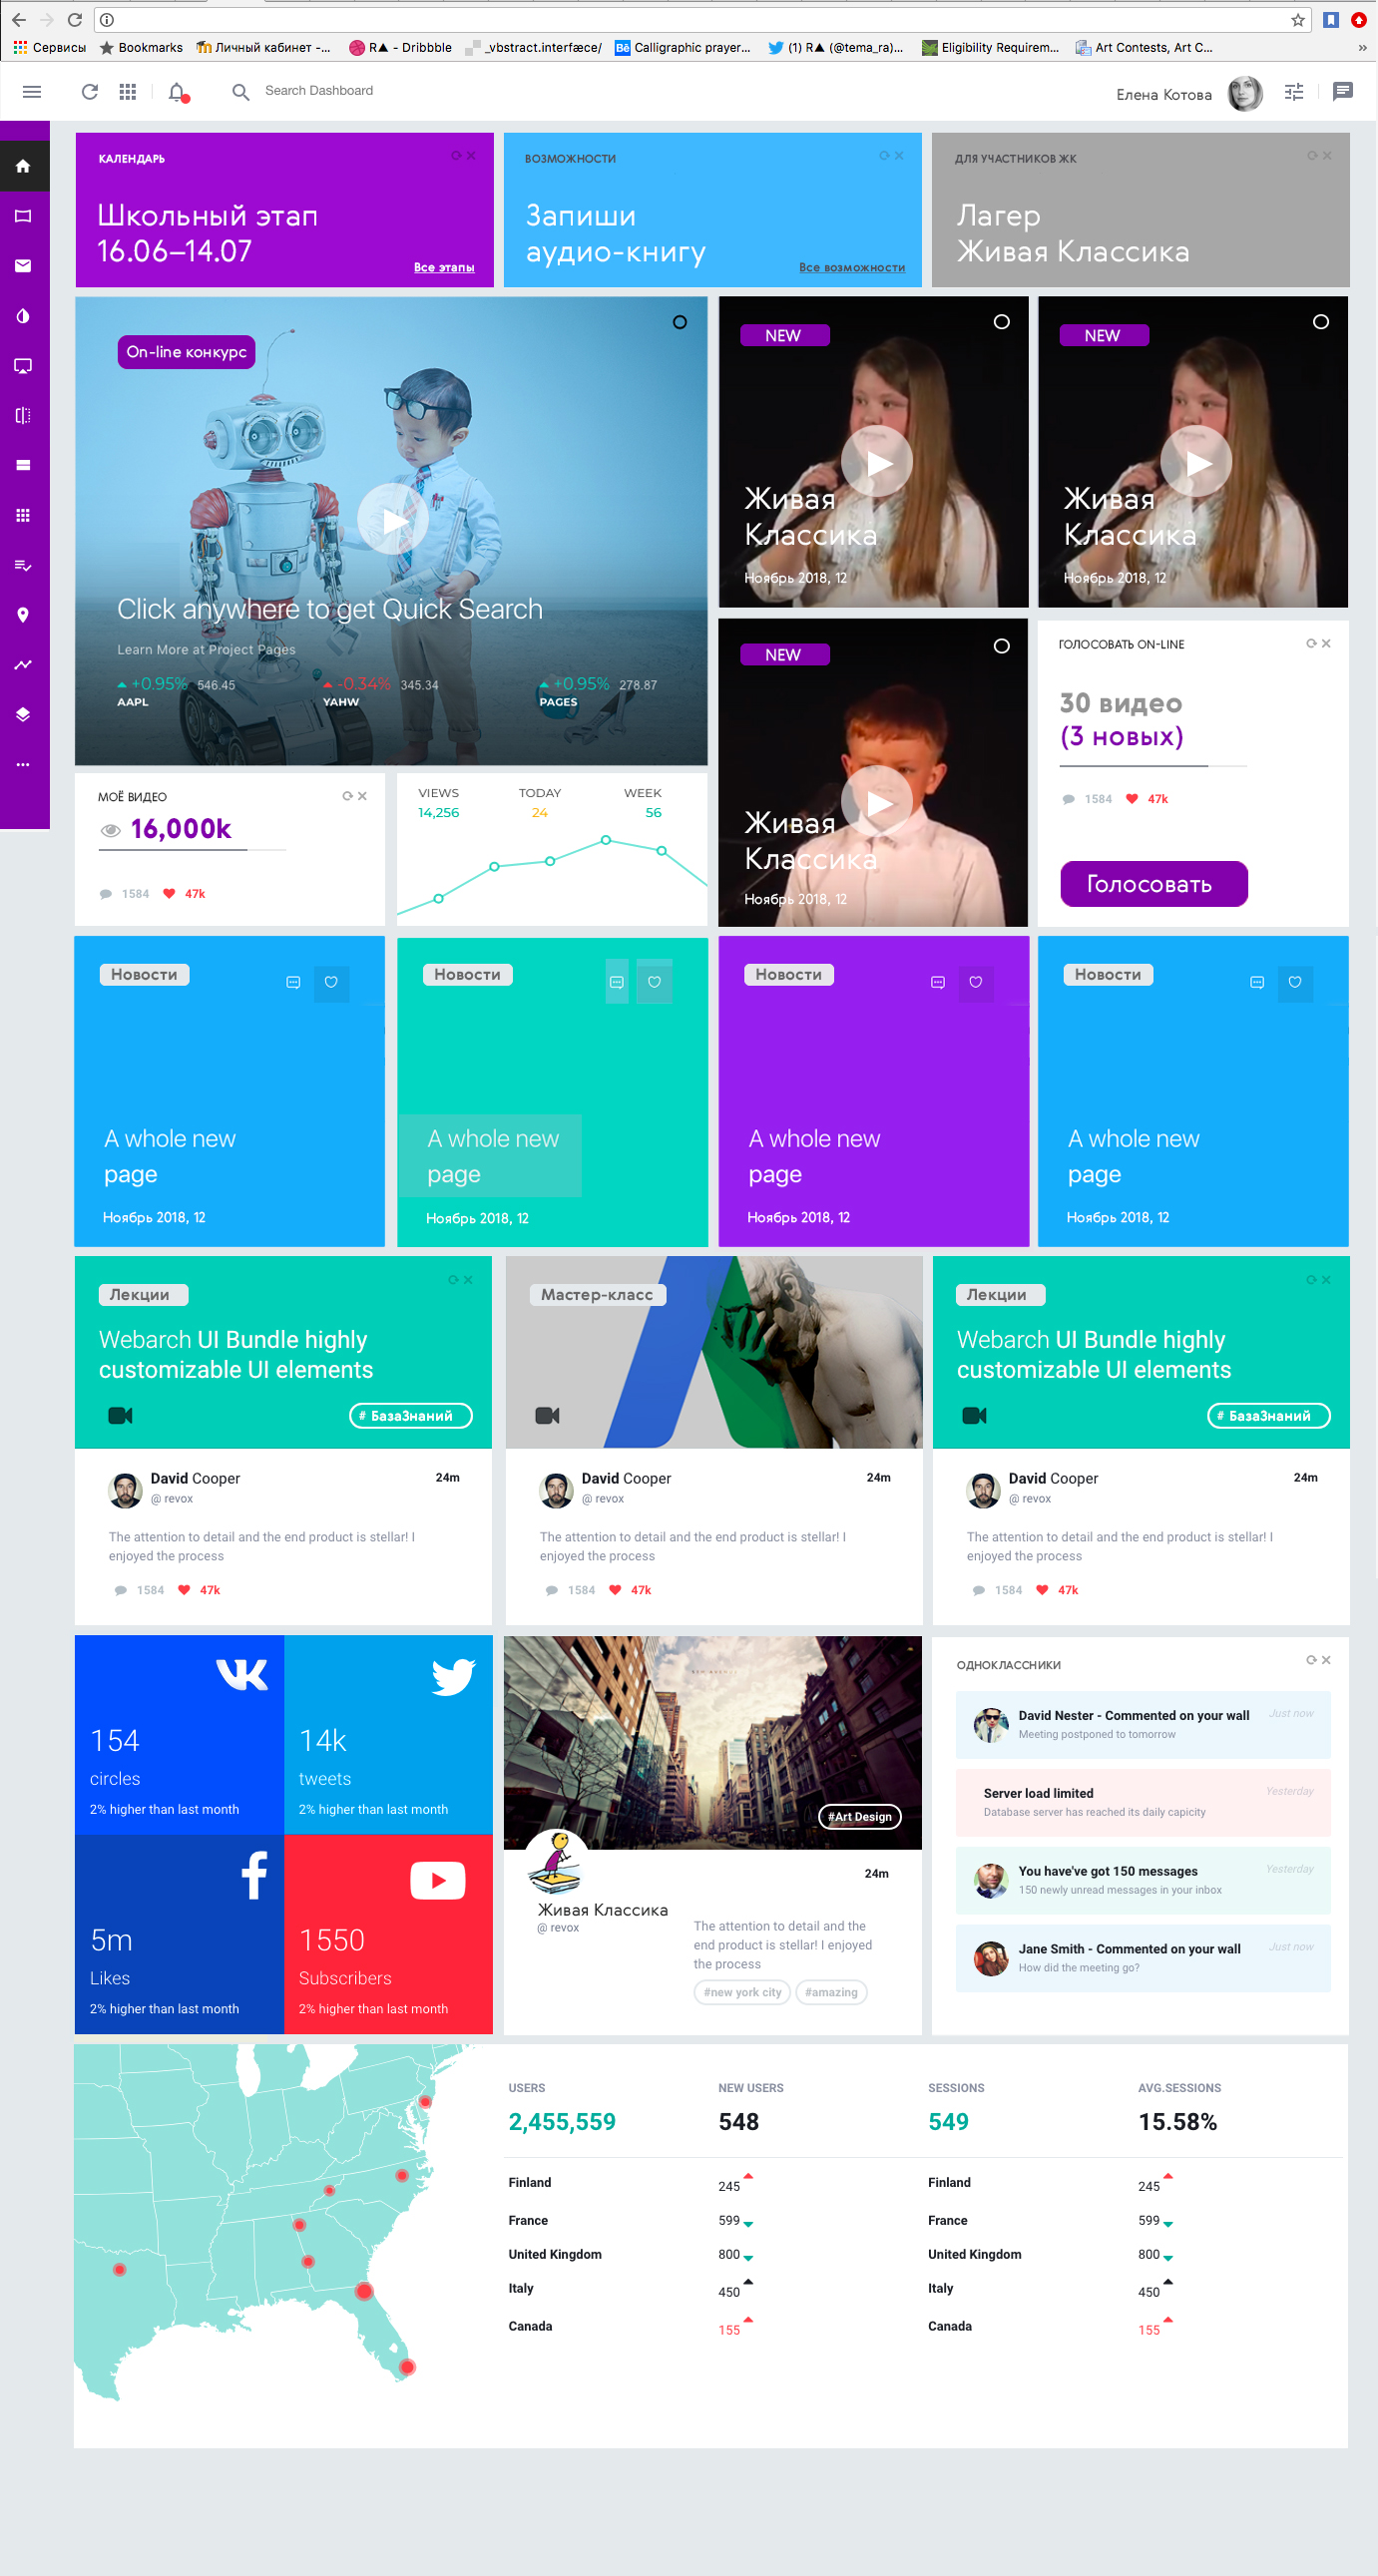 Сервисы
Bookmarks
Личный кабинет -...
R▲ - Dribbble
_vbstract.interfæce/
Calligraphic prayer...
(1) R▲ (@tema_ra)...
Eligibility Requirem...
Art Contests, Art C...
»
Search Dashboard
Елена Котова
КАЛЕНДАРЬ
Школьный этап
16.06–14.07
Все этапы
ВОЗМОЖНОСТИ
Запиши
аудио-книгу
Все возможности
ДЛЯ УЧАСТНИКОВ ЖК
Лагер
Живая Классика
On-line конкурс
Click anywhere to get Quick Search
Learn More at Project Pages
+0.95% 546.45
AAPL
-0.34% 345.34
YAHW
+0.95% 278.87
PAGES
NEW
Живая
Классика
Ноябрь 2018, 12
NEW
Живая
Классика
Ноябрь 2018, 12
NEW
Живая
Классика
Ноябрь 2018, 12
ГОЛОСОВАТЬ ON-LINE
30 видео
(3 новых)
1584 47k
Голосовать
МОЁ ВИДЕО
16,000k
1584 47k
VIEWS TODAY WEEK
14,256 24 56
Новости
A whole new
page
Ноябрь 2018, 12
Новости
A whole new
page
Ноябрь 2018, 12
Новости
A whole new
page
Ноябрь 2018, 12
Новости
A whole new
page
Ноябрь 2018, 12
Лекции
Webarch UI Bundle highly
customizable UI elements
# БазаЗнаний
David Cooper 24m
@ revox
The attention to detail and the end product is stellar! I
enjoyed the process
1584 47k
Мастер-класс
David Cooper 24m
@ revox
The attention to detail and the end product is stellar! I
enjoyed the process
1584 47k
Лекции
Webarch UI Bundle highly
customizable UI elements
# БазаЗнаний
David Cooper 24m
@ revox
The attention to detail and the end product is stellar! I
enjoyed the process
1584 47k
154
circles
2% higher than last month
14k
tweets
2% higher than last month
5m
Likes
2% higher than last month
1550
Subscribers
2% higher than last month
#Art Design
24m
Живая Классика
@ revox
The attention to detail and the
end product is stellar! I enjoyed
the process
#new york city #amazing
ОДНОКЛАССНИКИ
David Nester - Commented on your wall Just now
Meeting postponed to tomorrow
Server load limited Yesterday
Database server has reached its daily capicity
You have've got 150 messages Yesterday
150 newly unread messages in your inbox
Jane Smith - Commented on your wall Just now
How did the meeting go?
USERS NEW USERS SESSIONS AVG.SESSIONS
2,455,559 548 549 15.58%
Finland 245 Finland 245
France 599 France 599
United Kingdom 800 United Kingdom 800
Italy 450 Italy 450
Canada 155 Canada 155